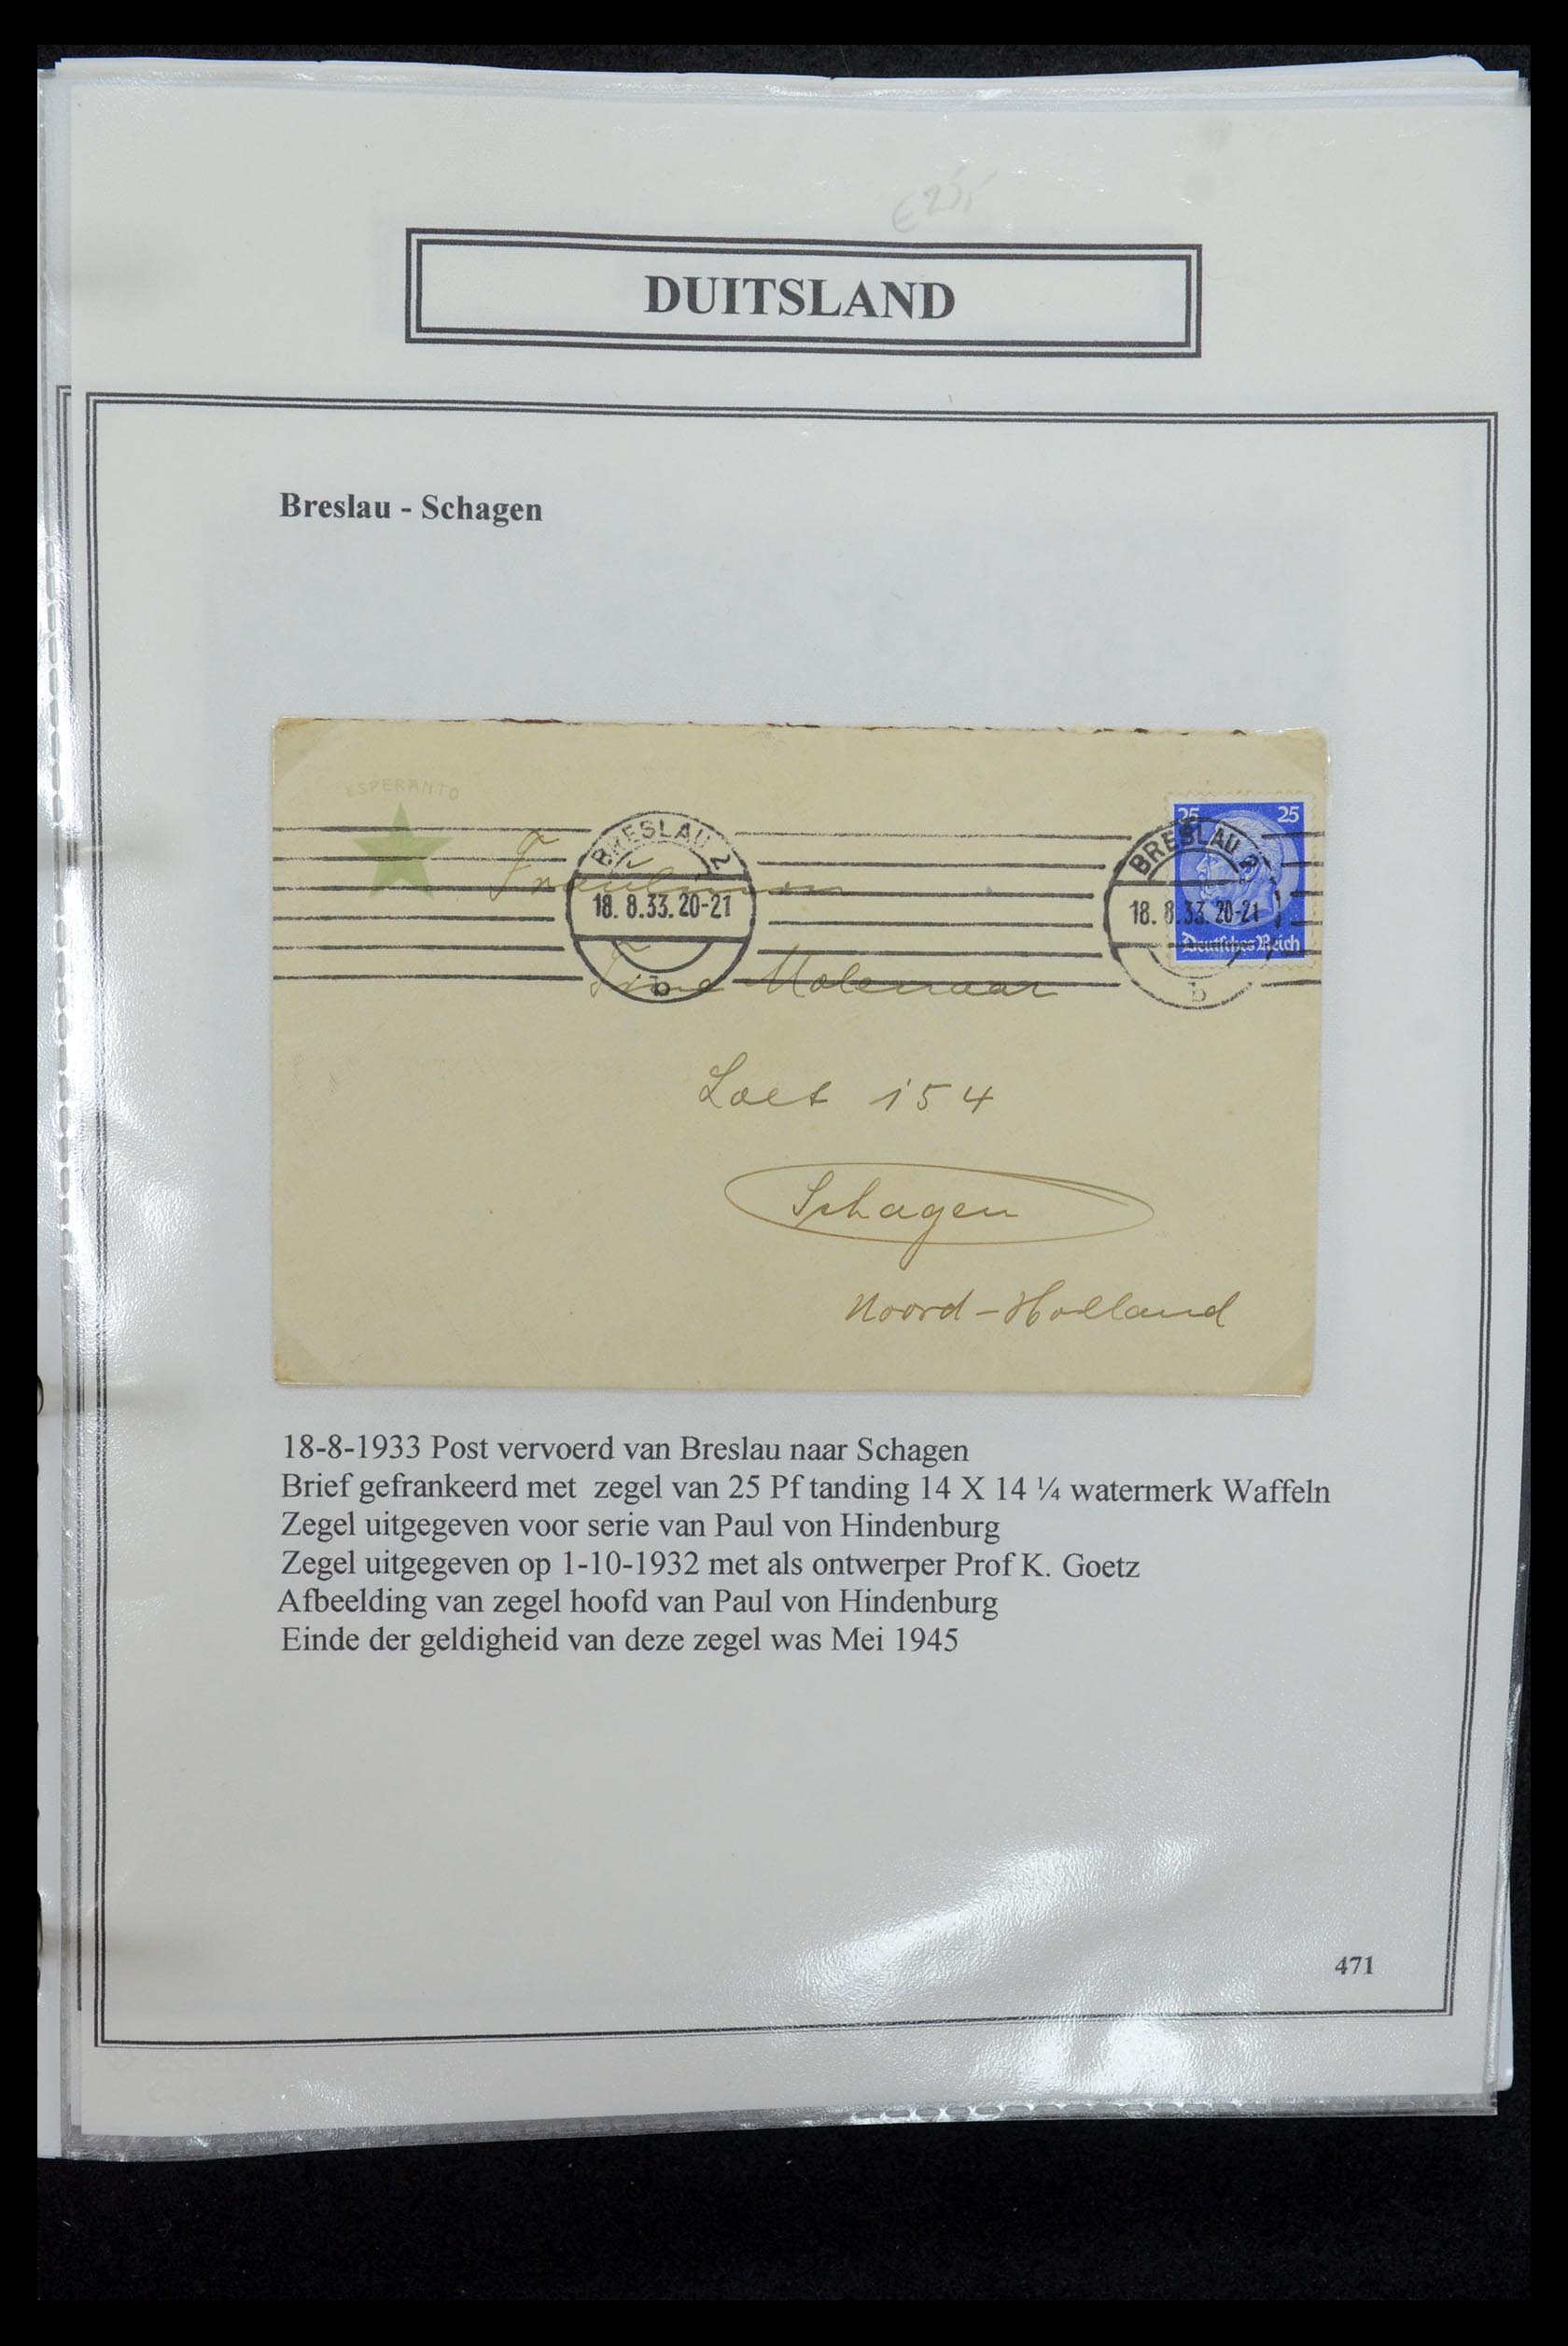 € 25,-
DUITSLAND
Breslau - Schagen
ESPERANTO
BRESLAU 2
18. 8.33. 20-21
b
BRESLAU 2
18. 8.33. 20-21
b
25 25
Deutsches Reich
Fräulein
Molenaar
Loet 154
Schagen
Noord-Holland
18-8-1933 Post vervoerd van Breslau naar Schagen
Brief gefrankeerd met zegel van 25 Pf tanding 14 X 14 ¼ watermerk Waffeln
Zegel uitgegeven voor serie van Paul von Hindenburg
Zegel uitgegeven op 1-10-1932 met als ontwerper Prof K. Goetz
Afbeelding van zegel hoofd van Paul von Hindenburg
Einde der geldigheid van deze zegel was Mei 1945
471